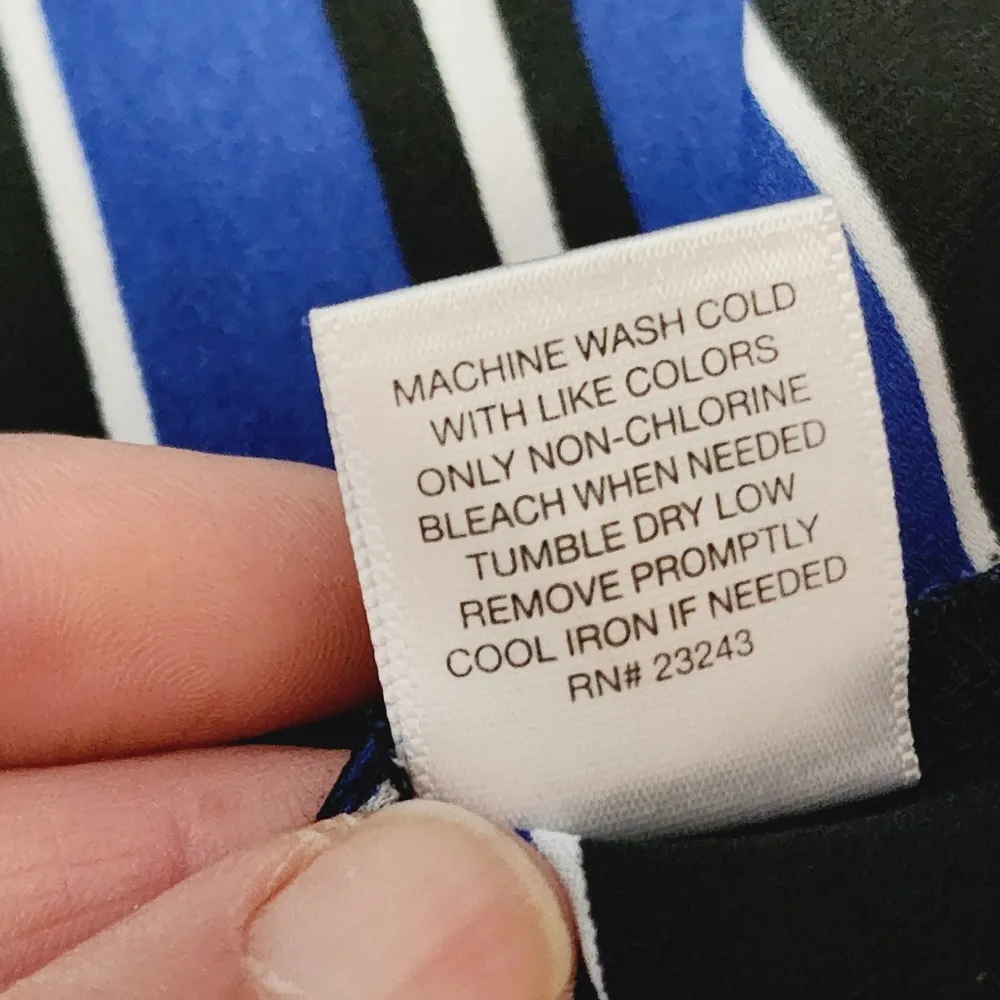 MACHINE WASH COLD
WITH LIKE COLORS
ONLY NON-CHLORINE
BLEACH WHEN NEEDED
TUMBLE DRY LOW
REMOVE PROMPTLY
COOL IRON IF NEEDED
RN# 23243